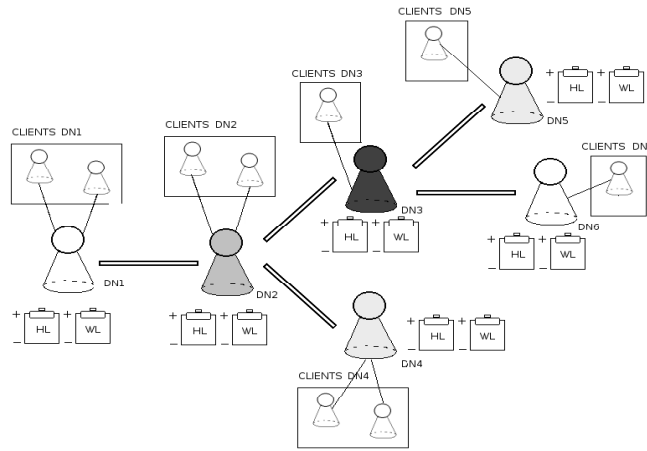 CLIENTS DN5
+ HL + WL
– –
DN5
CLIENTS DN3
CLIENTS DN1
CLIENTS DN2
CLIENTS DN
DN3
+ HL + WL
– –
DN6
+ HL + WL
– –
DN1
+ HL + WL
– –
DN2
+ HL + WL
– –
+ HL + WL
– –
DN4
CLIENTS DN4